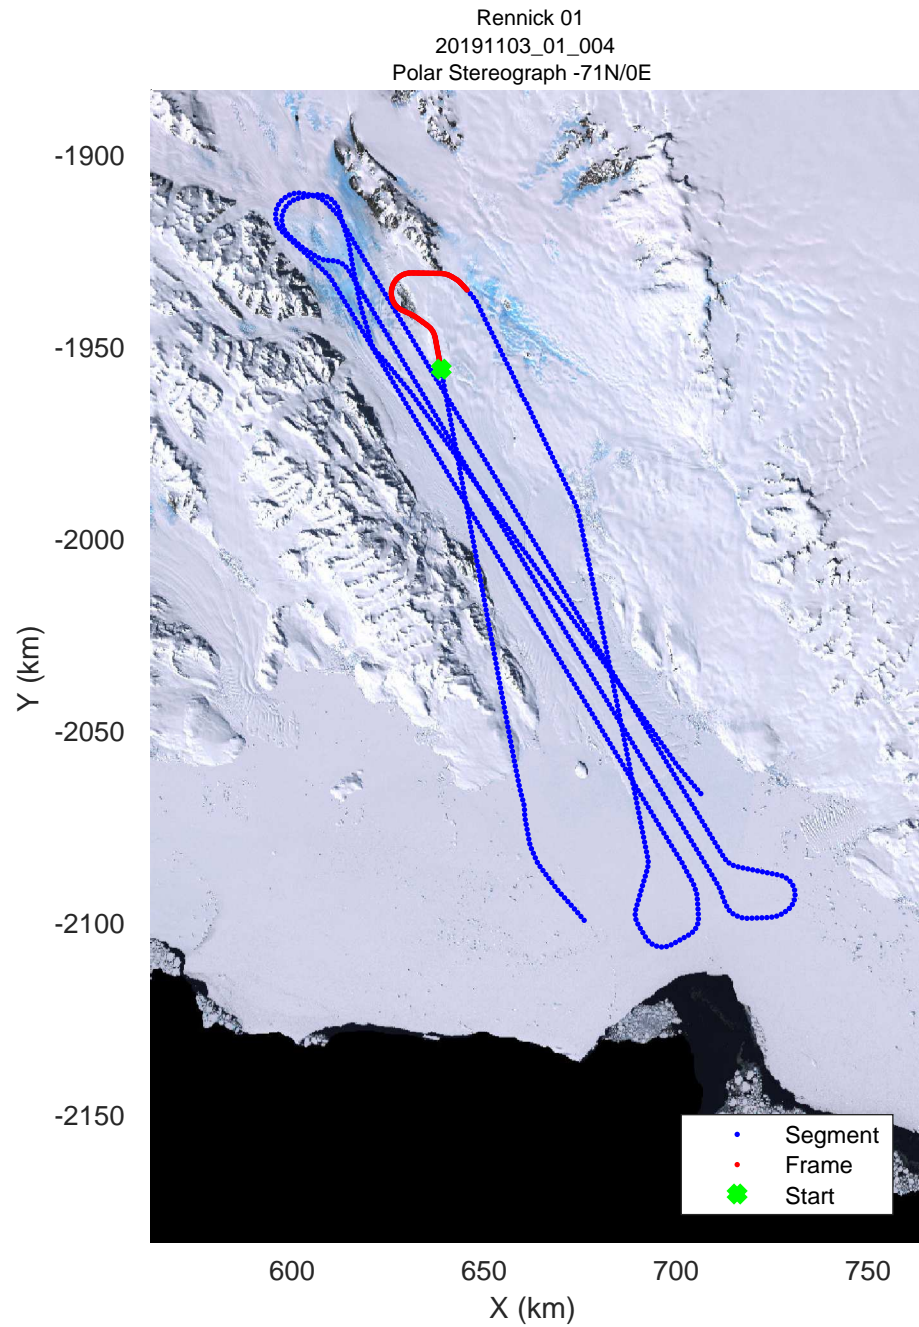 Rennick 01
20191103_01_004
Polar Stereograph -71N/0E
-1900
-1950
-2000
-2050
-2100
-2150
Y (km)
600
650
700
750
X (km)
Segment
Frame
Start